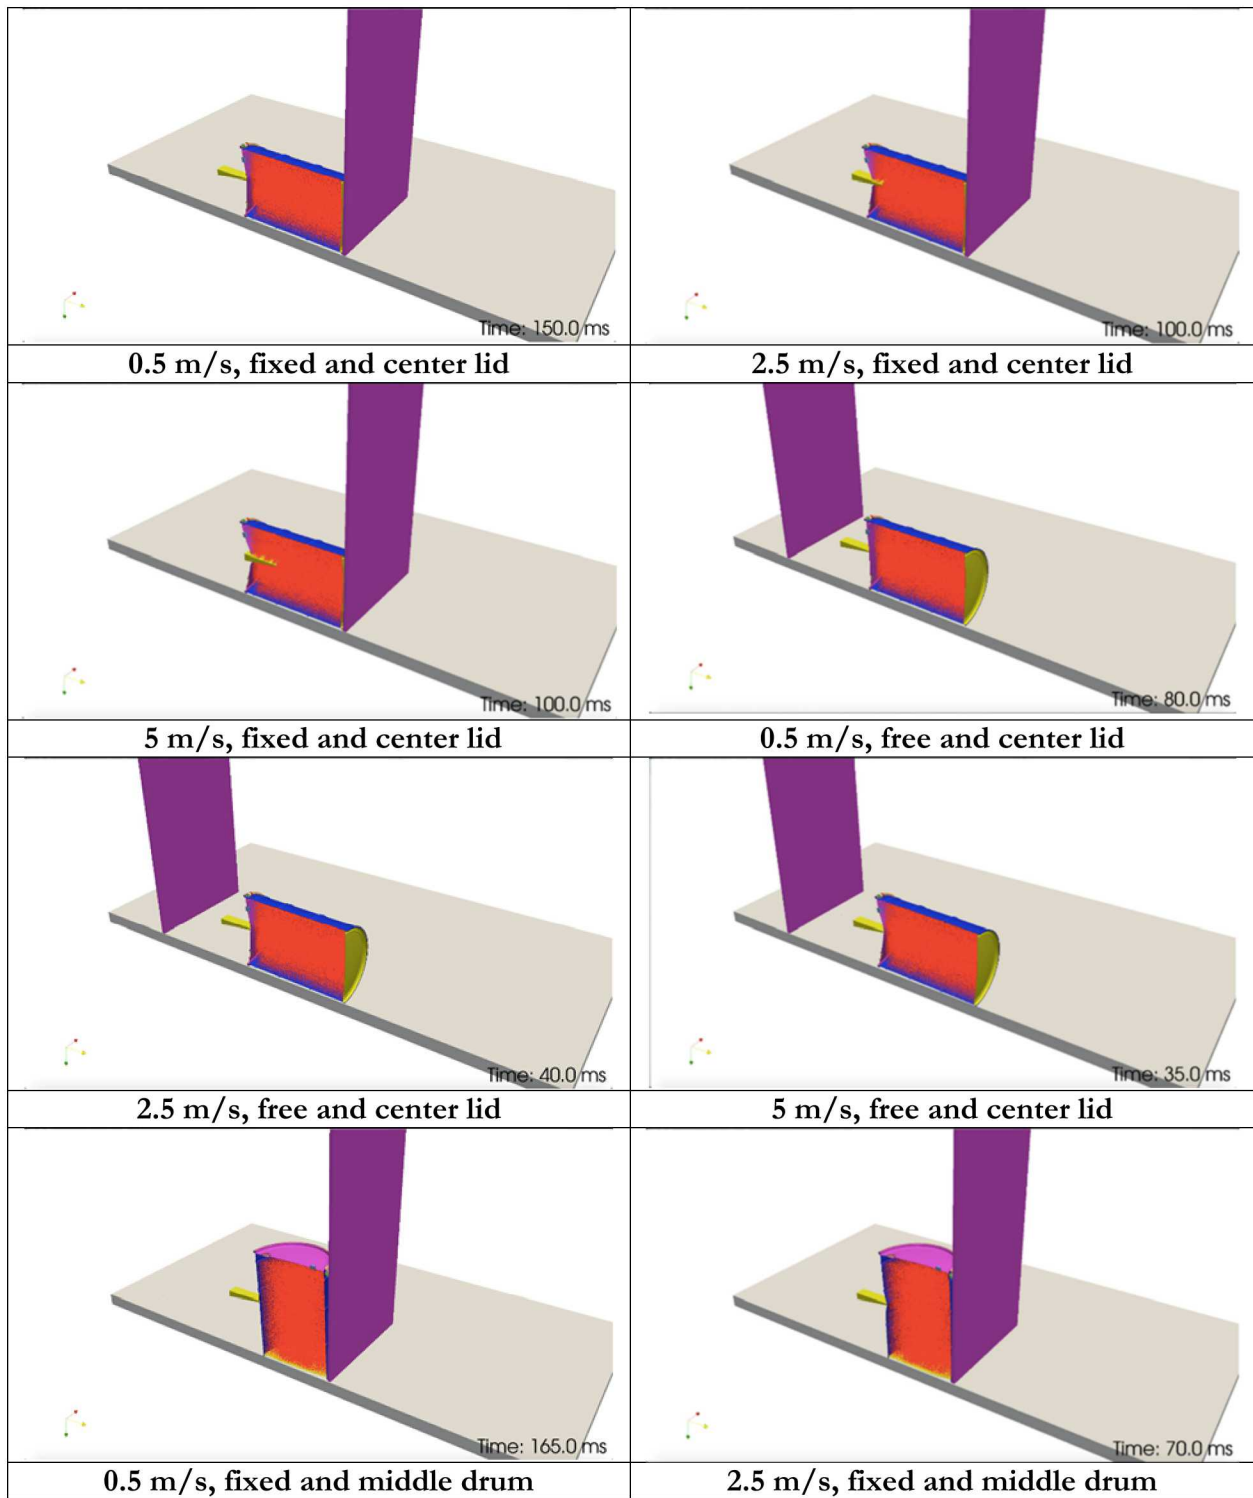 Time: 150.0 ms
Time: 100.0 ms
0.5 m/s, fixed and center lid
2.5 m/s, fixed and center lid
Time: 100.0 ms
Time: 80.0 ms
5 m/s, fixed and center lid
0.5 m/s, free and center lid
Time: 40.0 ms
Time: 35.0 ms
2.5 m/s, free and center lid
5 m/s, free and center lid
Time: 165.0 ms
Time: 70.0 ms
0.5 m/s, fixed and middle drum
2.5 m/s, fixed and middle drum